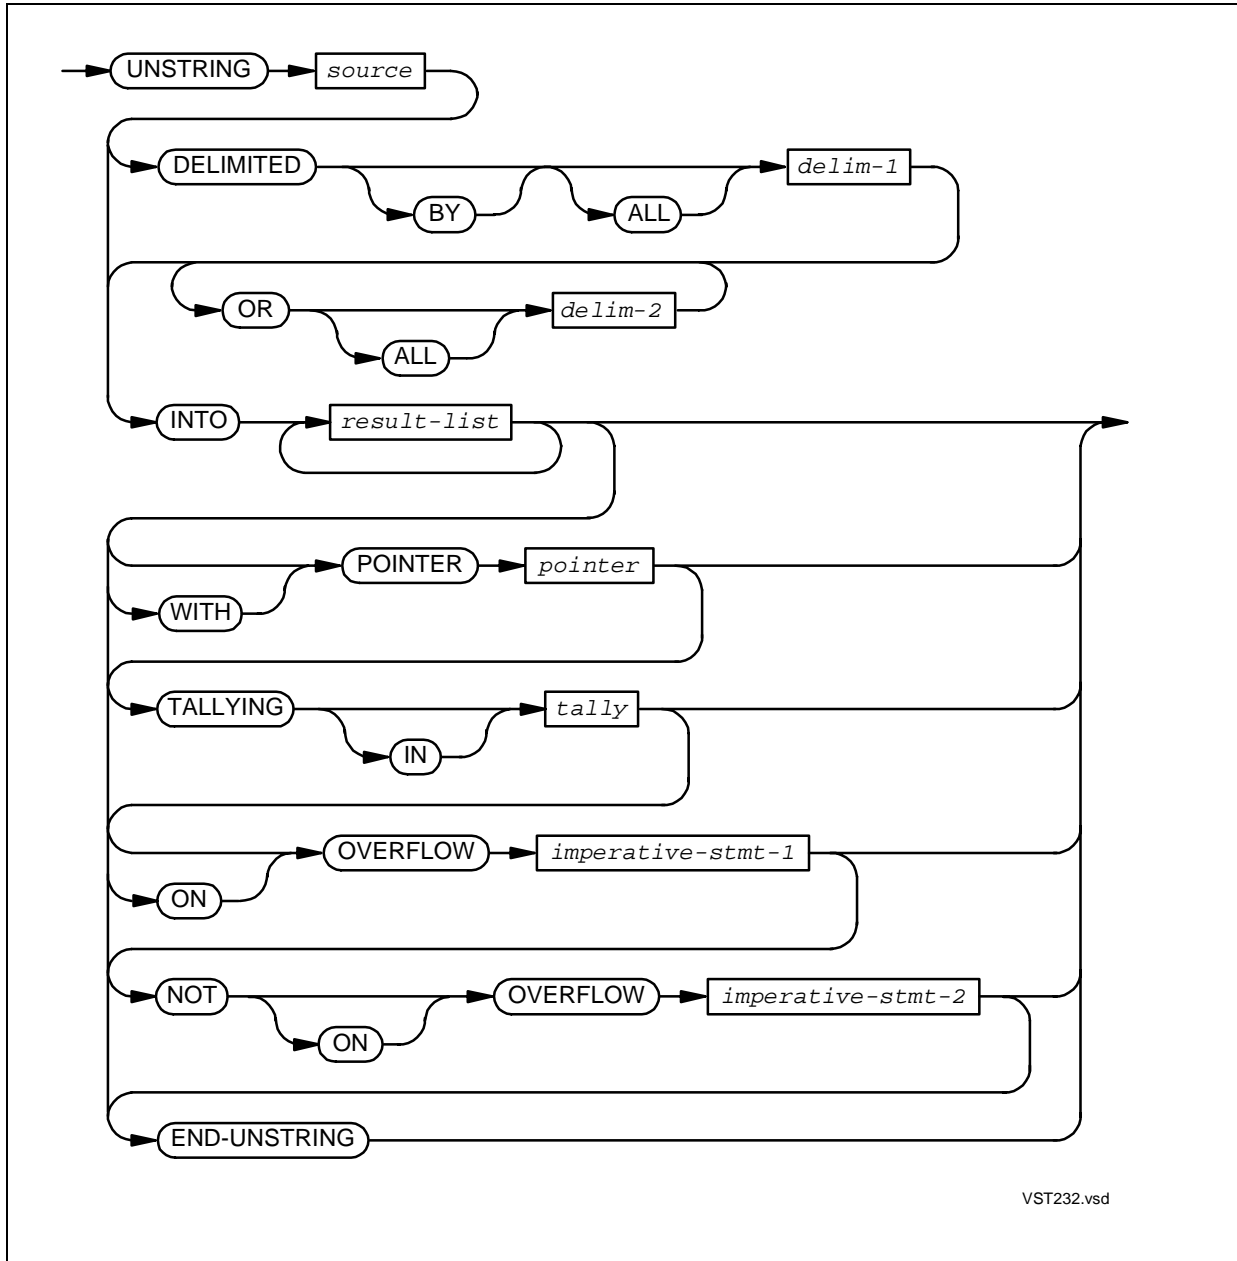 UNSTRING source
DELIMITED delim-1
BY ALL
OR delim-2
ALL
INTO result-list
POINTER pointer
WITH
TALLYING tally
IN
OVERFLOW imperative-stmt-1
ON
NOT OVERFLOW imperative-stmt-2
ON
END-UNSTRING
VST232.vsd